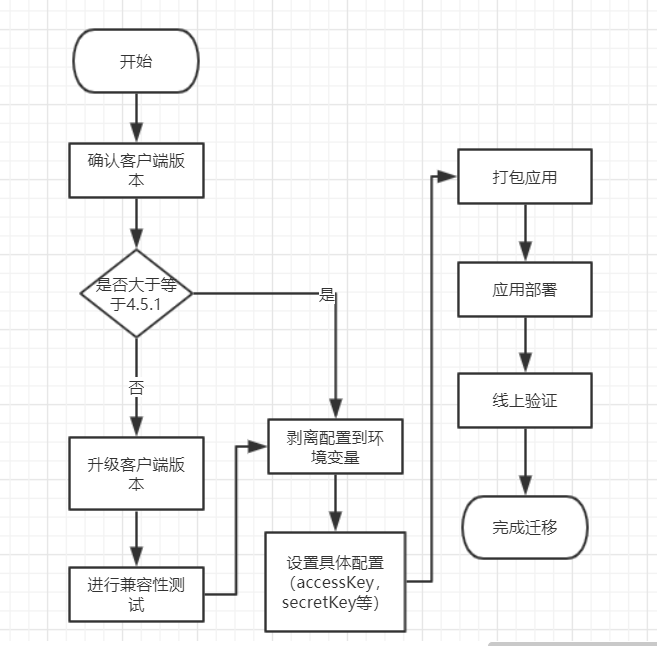 开始
确认客户端版
本
是否大于等
于4.5.1
是
否
升级客户端版
本
进行兼容性测
试
剥离配置到环
境变量
设置具体配置
（accessKey，
secretKey等）
打包应用
应用部署
线上验证
完成迁移